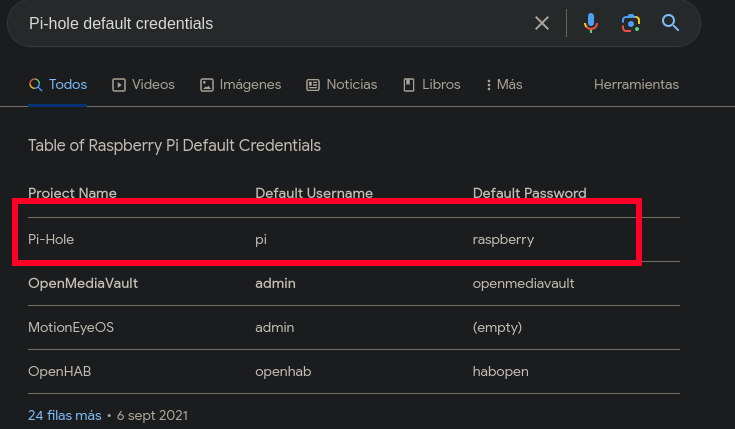 Pi-hole default credentials
Todos Videos Imágenes Noticias Libros Más Herramientas
Table of Raspberry Pi Default Credentials
Project Name Default Username Default Password
Pi-Hole pi raspberry
OpenMediaVault admin openmediavault
MotionEyeOS admin (empty)
OpenHAB openhab habopen
24 filas más • 6 sept 2021